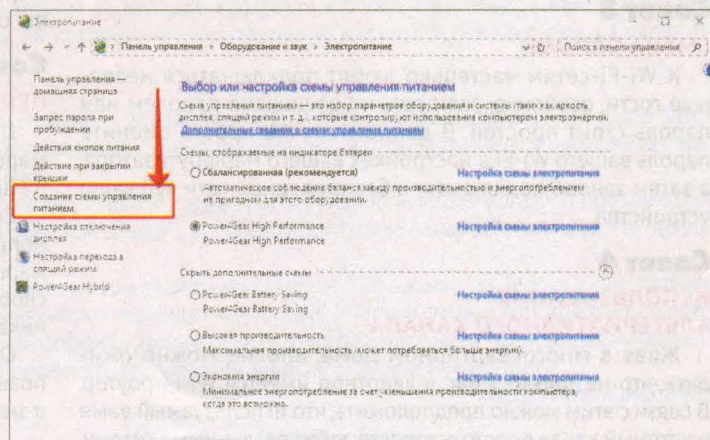 Электропитание
Панель управления > Оборудование и звук > Электропитание
Поиск в панели управления
Панель управления —
домашняя страница
Запрос пароля при
пробуждении
Действия кнопок питания
Действие при закрытии
крышки
Создание схемы управления
питанием
Настройка отключения
дисплея
Настройка перехода в
спящий режим
Power4Gear Hybrid
Выбор или настройка схемы управления питанием
Схема управления питанием — это набор параметров оборудования и системы (таких как яркость
дисплея, спящий режим и т. д.), которые контролируют использование компьютером электроэнергии.
Дополнительные сведения о схемах управления питанием
Схемы, отображаемые на индикаторе батареи
Сбалансированная (рекомендуется) Настройка схемы электропитания
Автоматическое соблюдение баланса между производительностью и энергопотреблением
на пригодном для этого оборудовании.
Power4Gear High Performance Настройка схемы электропитания
Power4Gear High Performance
Скрыть дополнительные схемы
Power4Gear Battery Saving Настройка схемы электропитания
Power4Gear Battery Saving
Высокая производительность Настройка схемы электропитания
Максимальная производительность (может потребоваться больше энергии).
Экономия энергии Настройка схемы электропитания
Минимальное энергопотребление за счет уменьшения производительности компьютера,
когда это возможно.